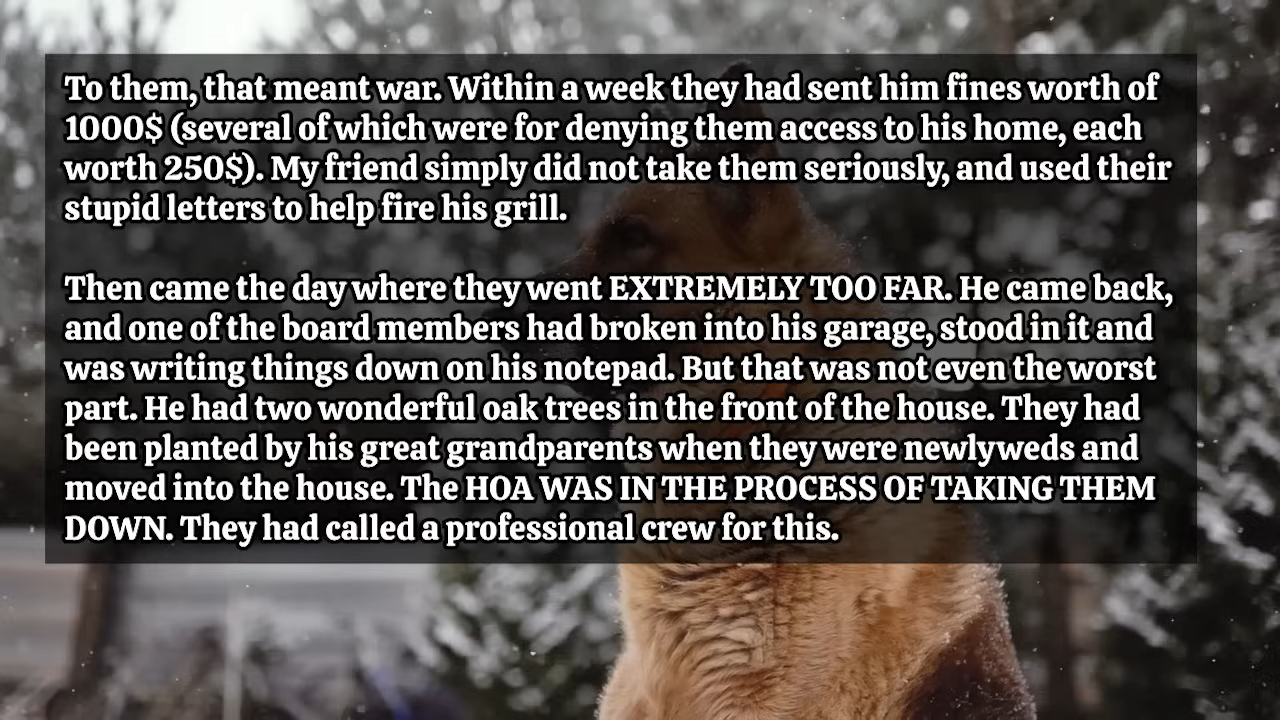 To them, that meant war. Within a week they had sent him fines worth of
1000$ (several of which were for denying them access to his home, each
worth 250$). My friend simply did not take them seriously, and used their
stupid letters to help fire his grill.
Then came the day where they went EXTREMELY TOO FAR. He came back,
and one of the board members had broken into his garage, stood in it and
was writing things down on his notepad. But that was not even the worst
part. He had two wonderful oak trees in the front of the house. They had
been planted by his great grandparents when they were newlyweds and
moved into the house. The HOA WAS IN THE PROCESS OF TAKING THEM
DOWN. They had called a professional crew for this.